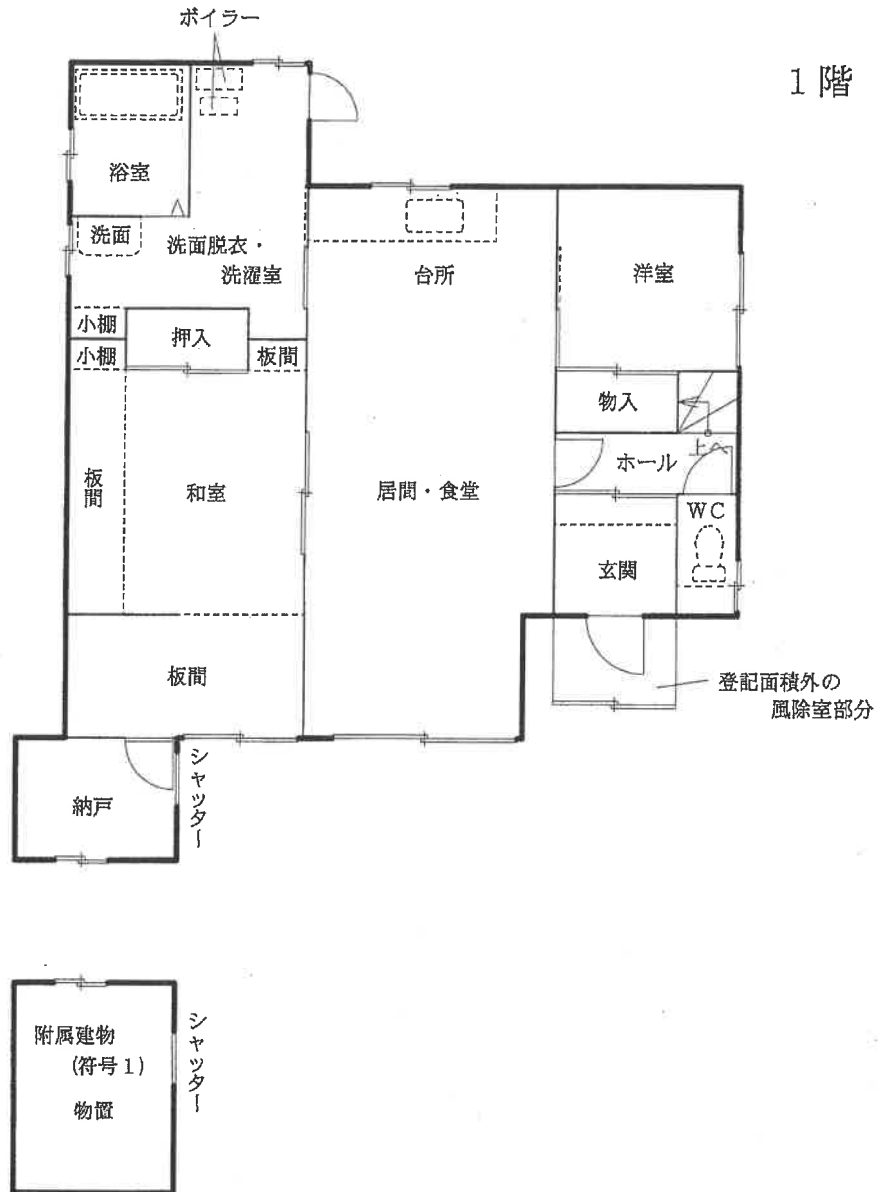 ボイラー
1階
浴室
洗面
洗面脱衣・
洗濯室
台所
洋室
小棚
押入
小棚
板間
物入
上へ
ホール
板間
和室
居間・食堂
WC
玄関
板間
登記面積外の
風除室部分
シャッター
納戸
附属建物
(符号1)
物置
シャッター